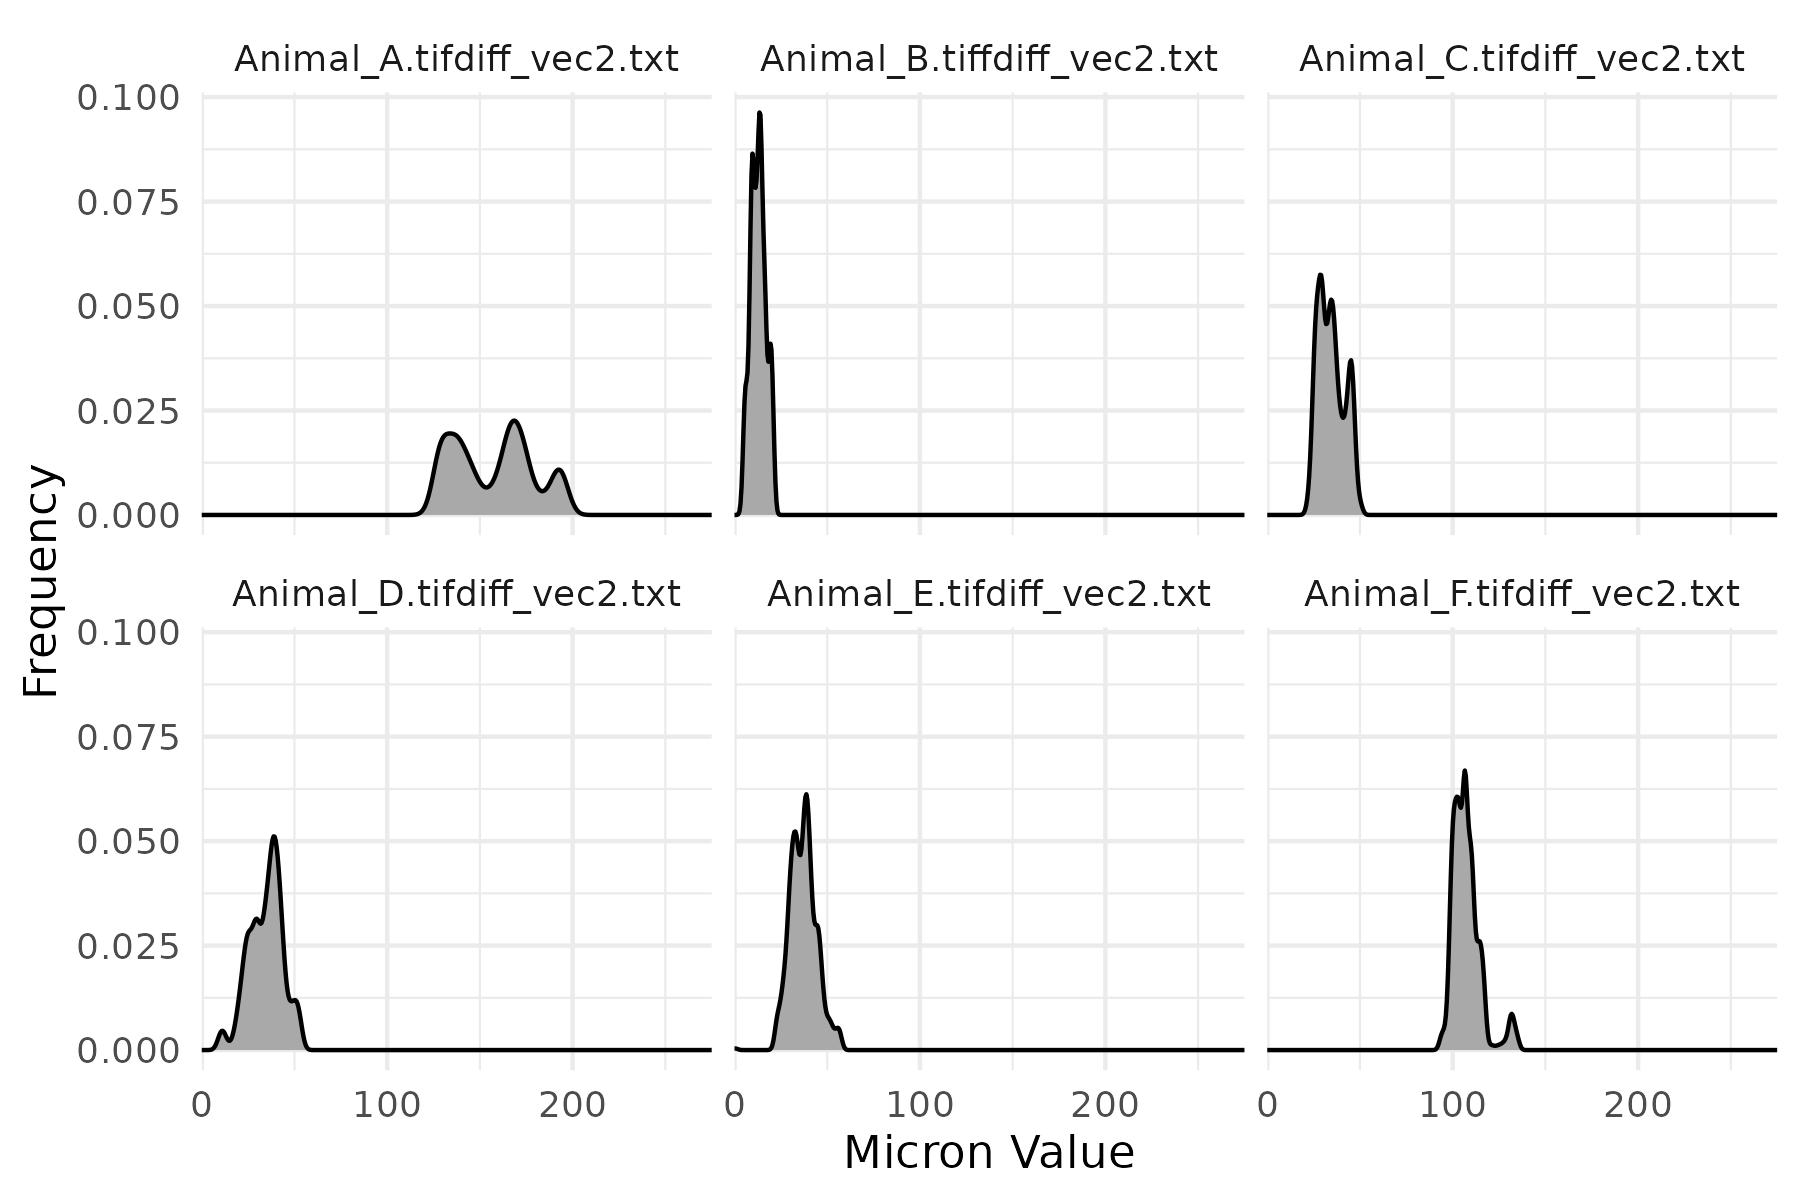 Animal_A.tifdiff_vec2.txt Animal_B.tiffdiff_vec2.txt Animal_C.tifdiff_vec2.txt
0.100
0.075
0.050
0.025
0.000
Frequency
Animal_D.tifdiff_vec2.txt Animal_E.tifdiff_vec2.txt Animal_F.tifdiff_vec2.txt
0.100
0.075
0.050
0.025
0.000
0 100 200 0 100 200 0 100 200
Micron Value